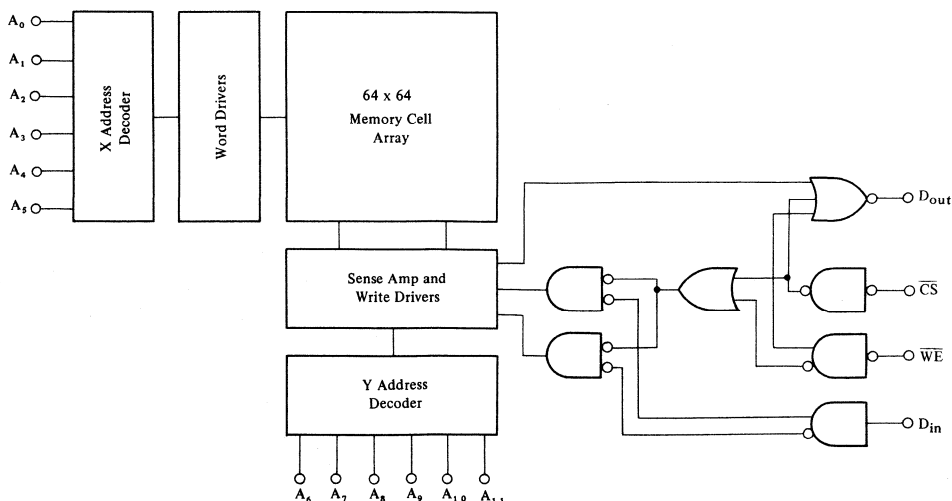 A0
A1
A2
A3
A4
A5
X Address
Decoder
Word Drivers
64 x 64
Memory Cell
Array
Sense Amp and
Write Drivers
Y Address
Decoder
A6
A7
A8
A9
A10
A11
Dout
CS
WE
Din